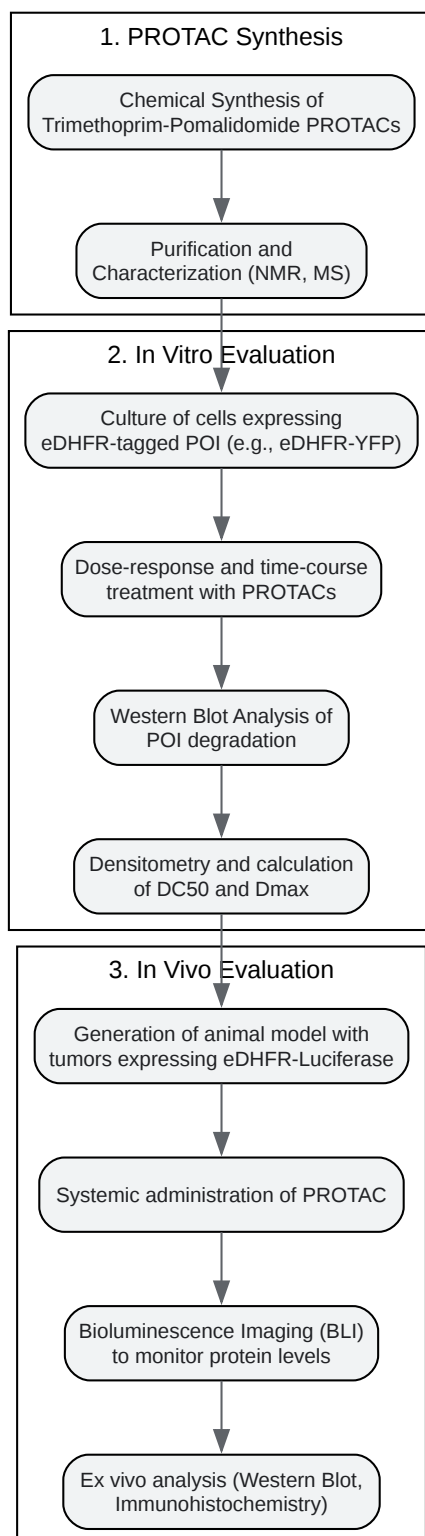 1. PROTAC Synthesis
Chemical Synthesis of
Trimethoprim-Pomalidomide PROTACs
Purification and
Characterization (NMR, MS)
2. In Vitro Evaluation
Culture of cells expressing
eDHFR-tagged POI (e.g., eDHFR-YFP)
Dose-response and time-course
treatment with PROTACs
Western Blot Analysis of
POI degradation
Densitometry and calculation
of DC50 and Dmax
3. In Vivo Evaluation
Generation of animal model with
tumors expressing eDHFR-Luciferase
Systemic administration of PROTAC
Bioluminescence Imaging (BLI)
to monitor protein levels
Ex vivo analysis (Western Blot,
Immunohistochemistry)